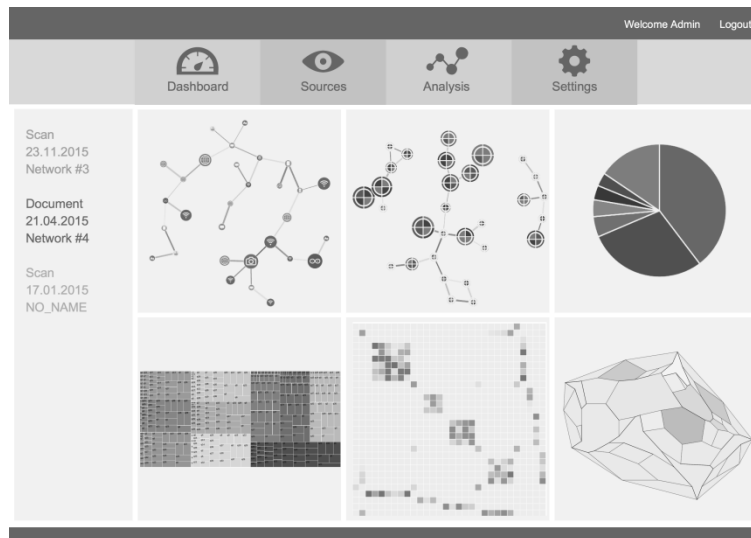 Welcome Admin Logout
Dashboard Sources Analysis Settings
Scan
23.11.2015
Network #3
Document
21.04.2015
Network #4
Scan
17.01.2015
NO_NAME